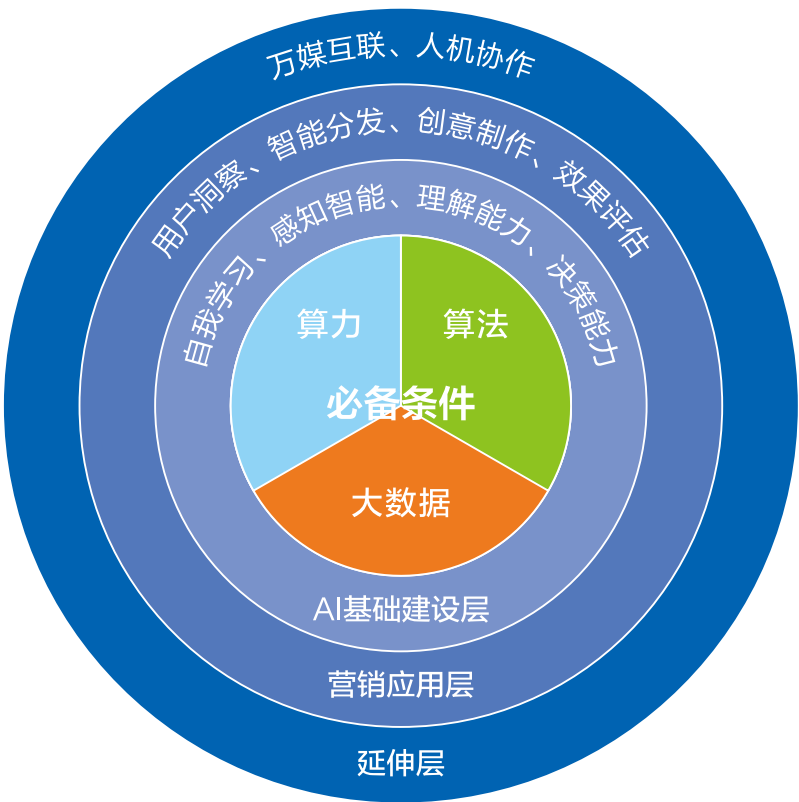 万媒互联、人机协作
用户洞察、智能分发、创意制作、效果评估
自我学习、感知智能、理解能力、决策能力
算力
算法
必备条件
大数据
AI基础建设层
营销应用层
延伸层